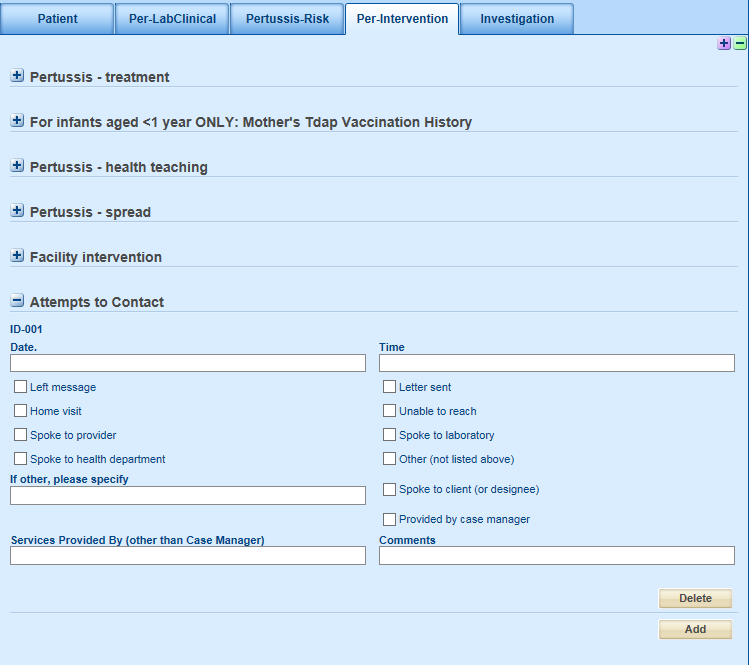 Patient Per-LabClinical Pertussis-Risk Per-Intervention Investigation
Pertussis - treatment
For infants aged <1 year ONLY: Mother's Tdap Vaccination History
Pertussis - health teaching
Pertussis - spread
Facility intervention
Attempts to Contact
ID-001
Date. Time
Left message Letter sent
Home visit Unable to reach
Spoke to provider Spoke to laboratory
Spoke to health department Other (not listed above)
If other, please specify
Spoke to client (or designee)
Provided by case manager
Services Provided By (other than Case Manager) Comments
Delete
Add